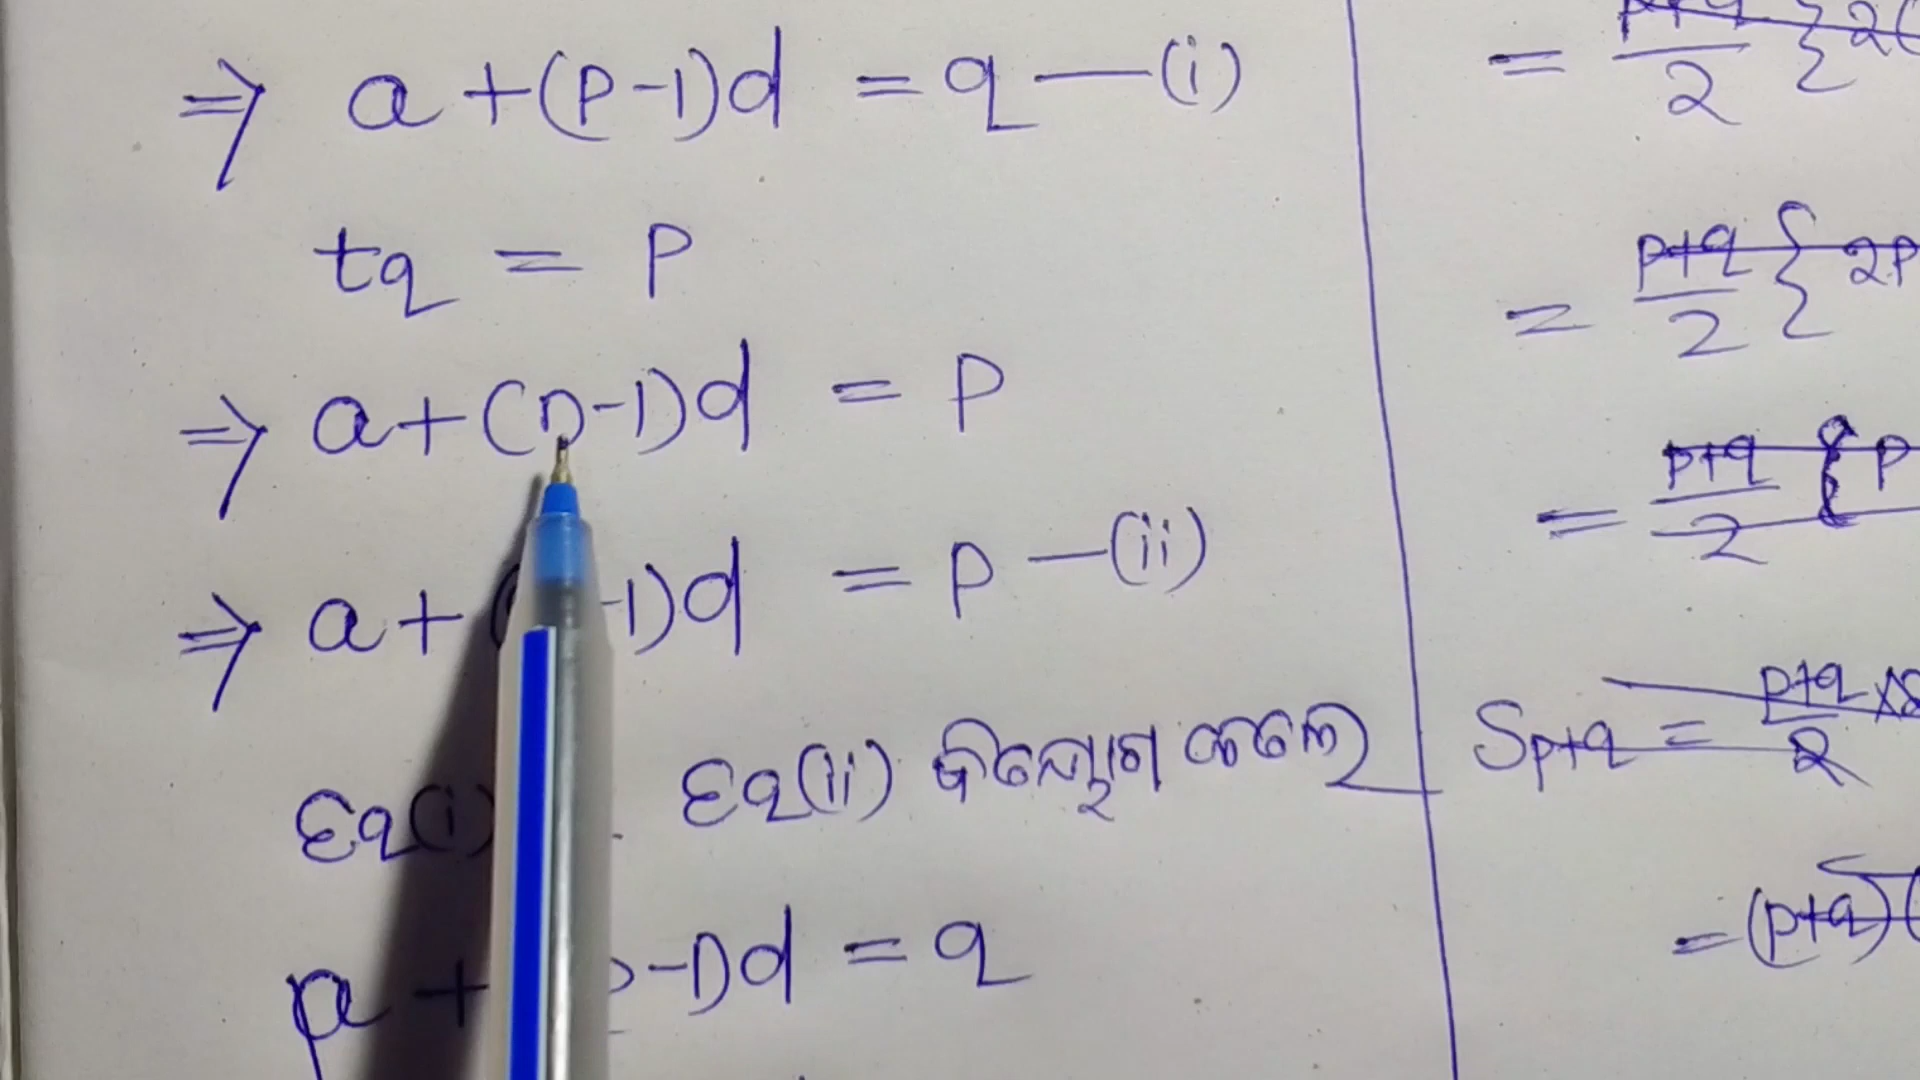 ⇒ a+(p-1)d = q —(i)
tq = p
⇒ a+(n-1)d = p
⇒ a+( -1)d = p —(ii)
Eq(i) - Eq(ii) ବିୟୋଗ କଲେ
a + -1)d = q
= p+q/2 {2(
= p+q/2 { 2p
= p+q/2 { p
Sp+q = p+q/2 ×
= (p+q)(